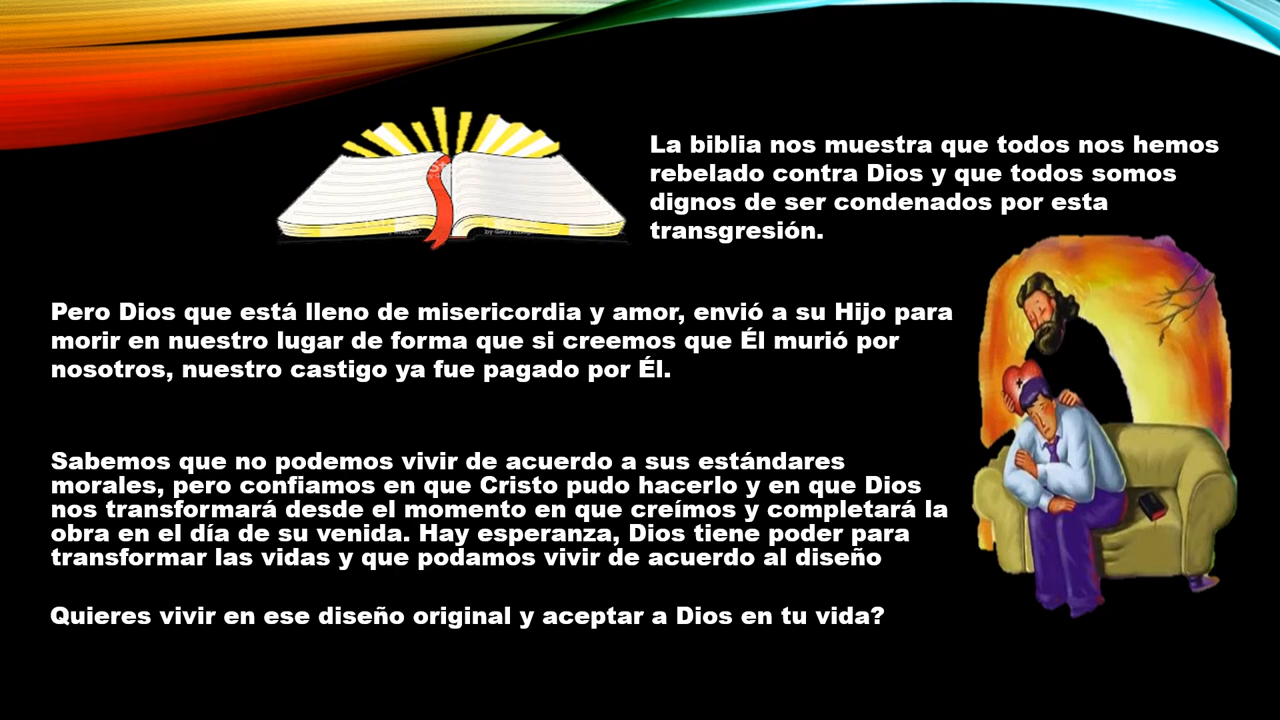 La biblia nos muestra que todos nos hemos
rebelado contra Dios y que todos somos
dignos de ser condenados por esta
transgresión.
Pero Dios que está lleno de misericordia y amor, envió a su Hijo para
morir en nuestro lugar de forma que si creemos que Él murió por
nosotros, nuestro castigo ya fue pagado por Él.
Sabemos que no podemos vivir de acuerdo a sus estándares
morales, pero confiamos en que Cristo pudo hacerlo y en que Dios
nos transformará desde el momento en que creímos y completará la
obra en el día de su venida. Hay esperanza, Dios tiene poder para
transformar las vidas y que podamos vivir de acuerdo al diseño
Quieres vivir en ese diseño original y aceptar a Dios en tu vida?